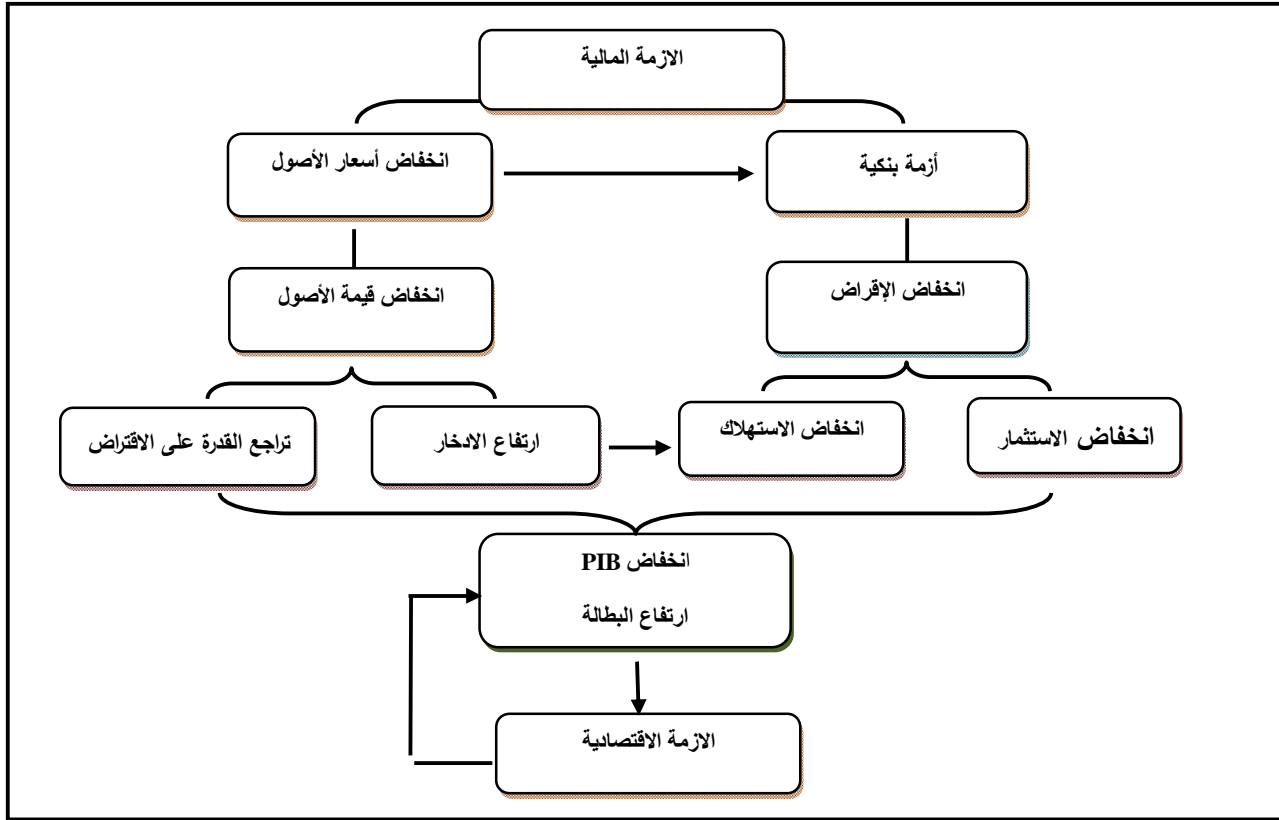 الازمة المالية
أزمة بنكية
انخفاض أسعار الأصول
انخفاض الإقراض
انخفاض قيمة الأصول
انخفاض الاستثمار
انخفاض الاستهلاك
ارتفاع الادخار
تراجع القدرة على الاقتراض
انخفاض PIB
ارتفاع البطالة
الازمة الاقتصادية